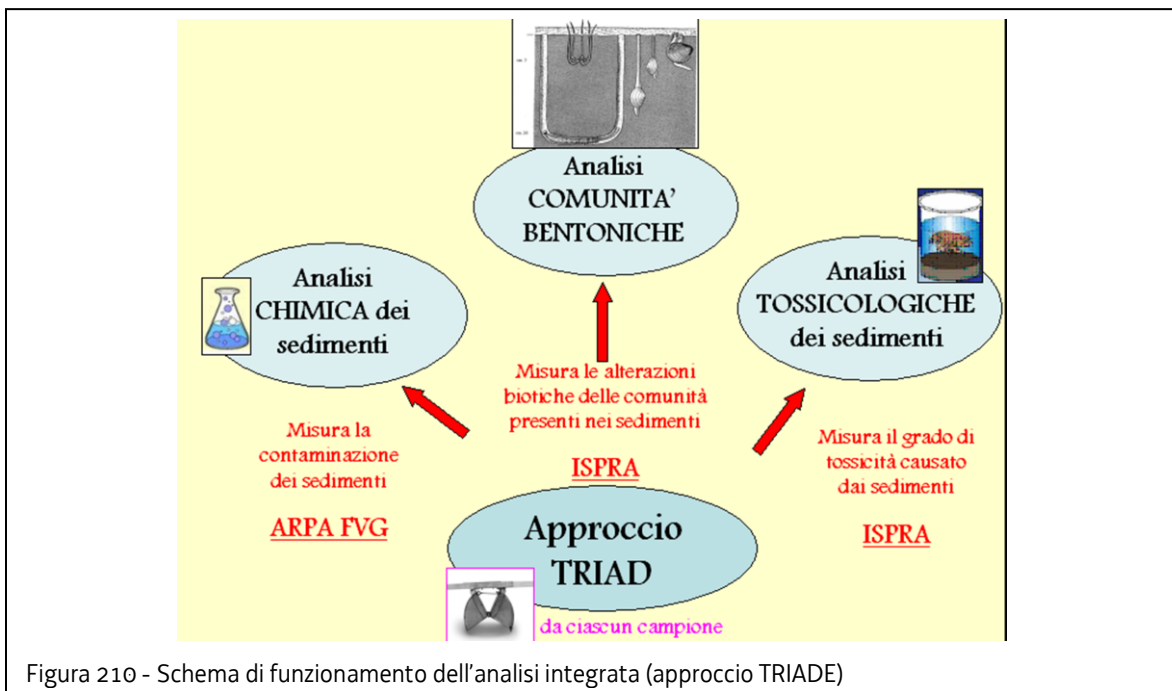 Analisi
COMUNITA'
BENTONICHE
Analisi
CHIMICA dei
sedimenti
Analisi
TOSSICOLOGICHE
dei sedimenti
Misura le alterazioni
biotiche delle comunità
presenti nei sedimenti
ISPRA
Misura la
contaminazione
dei sedimenti
ARPA FVG
Misura il grado di
tossicità causato
dai sedimenti
ISPRA
Approccio
TRIAD
da ciascun campione
Figura 210 - Schema di funzionamento dell'analisi integrata (approccio TRIADE)